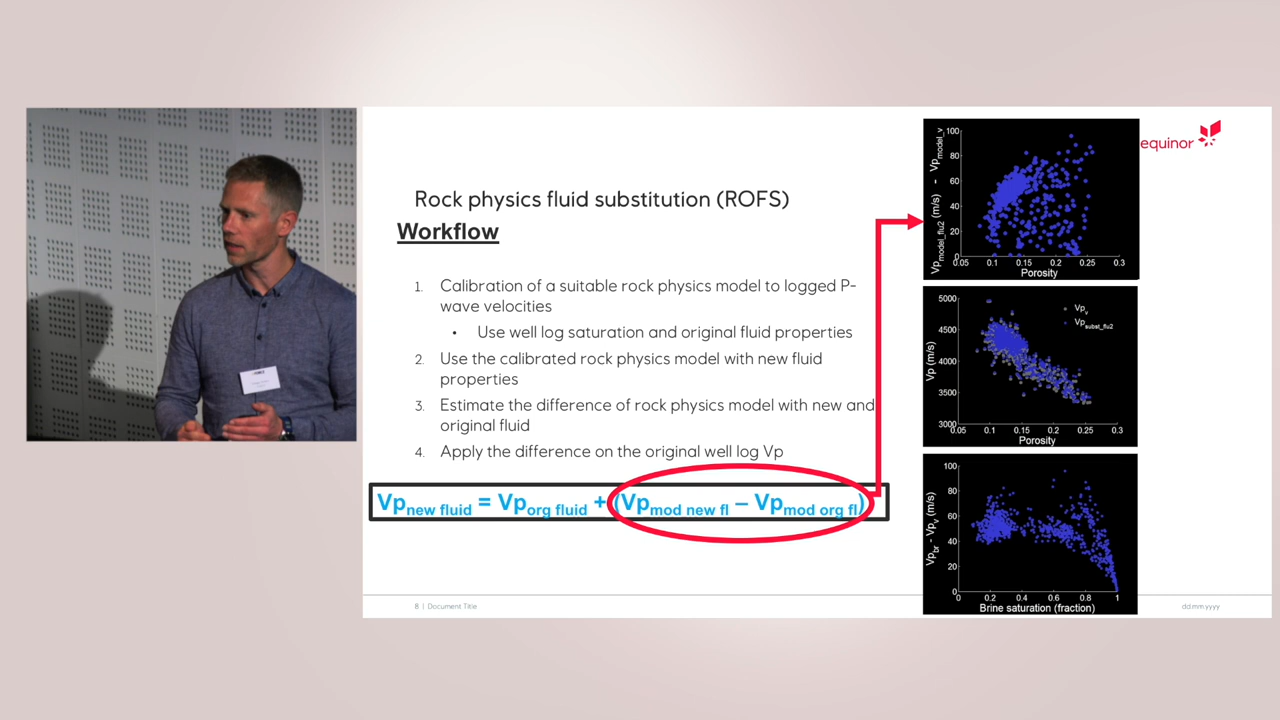 equinor
Rock physics fluid substitution (ROFS)
Workflow
1. Calibration of a suitable rock physics model to logged P-
wave velocities
• Use well log saturation and original fluid properties
2. Use the calibrated rock physics model with new fluid
properties
3. Estimate the difference of rock physics model with new and
original fluid
4. Apply the difference on the original well log Vp
Vp new fluid = Vp org fluid + (Vp mod new fl – Vp mod org fl)
8 | Document Title
dd.mm.yyyy
Vp model_flu2 (m/s) - Vp model_v
100
80
60
40
20
0
0.05 0.1 0.15 0.2 0.25 0.3
Porosity
Vp (m/s)
5000
4500
4000
3500
3000
Vp v
Vp subst_flu2
0.05 0.1 0.15 0.2 0.25 0.3
Porosity
Vp br - Vp v (m/s)
100
80
60
40
20
0
0 0.2 0.4 0.6 0.8 1
Brine saturation (fraction)